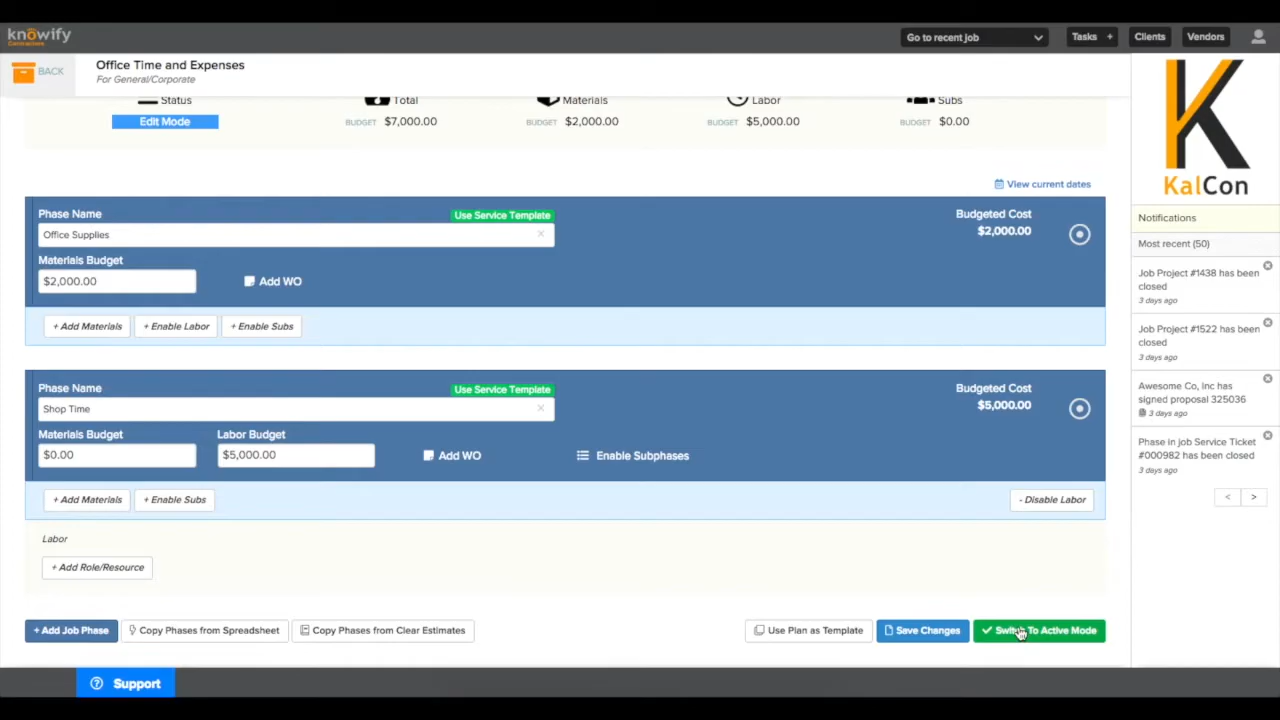 knowify
Contractors
Go to recent job
Tasks +
Clients
Vendors
BACK
Office Time and Expenses
For General/Corporate
Status
Total
Materials
Labor
Subs
Edit Mode
BUDGET $7,000.00
BUDGET $2,000.00
BUDGET $5,000.00
BUDGET $0.00
View current dates
Phase Name
Use Service Template
Budgeted Cost
Office Supplies
$2,000.00
Materials Budget
$2,000.00
Add WO
+ Add Materials
+ Enable Labor
+ Enable Subs
Phase Name
Use Service Template
Budgeted Cost
Shop Time
$5,000.00
Materials Budget
Labor Budget
$0.00
$5,000.00
Add WO
Enable Subphases
+ Add Materials
+ Enable Subs
- Disable Labor
Labor
+ Add Role/Resource
+ Add Job Phase
Copy Phases from Spreadsheet
Copy Phases from Clear Estimates
Use Plan as Template
Save Changes
Switch To Active Mode
Support
K
KalCon
Notifications
Most recent (50)
Job Project #1438 has been
closed
3 days ago
Job Project #1522 has been
closed
3 days ago
Awesome Co, inc has
signed proposal 325036
3 days ago
Phase in job Service Ticket
#000982 has been closed
3 days ago
< >